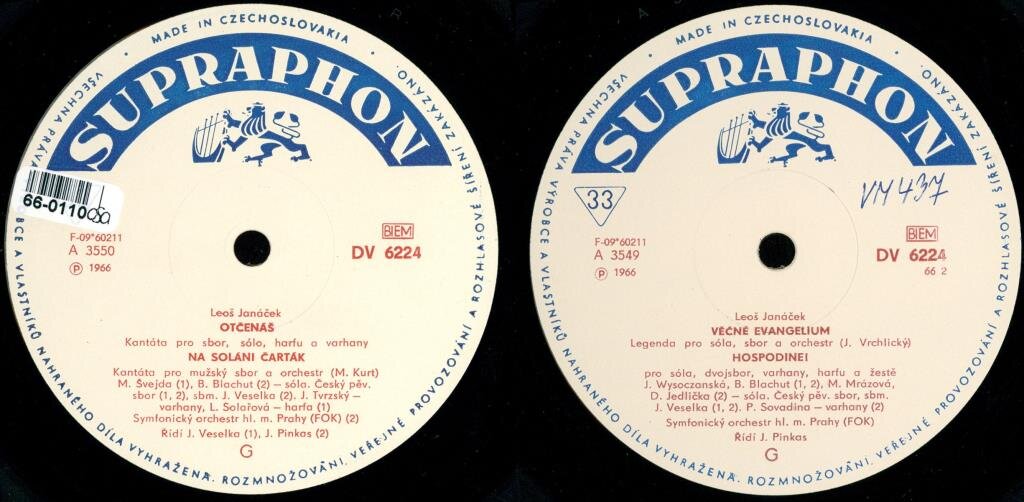 MADE IN CZECHOSLOVAKIA
SUPRAPHON
66-0110
F-09*60211
A 3550
Ⓟ 1966
BIEM
DV 6224
Leoš Janáček
OTČENÁŠ
Kantáta pro sbor, sólo, harfu a varhany
NA SOLÁNI ČARTÁK
Kantáta pro mužský sbor a orchestr (M. Kurt)
M. Švejda (1), B. Blachut (2) — sóla. Český pěv.
sbor (1, 2), sbm. J. Veselka (2). J. Tvrzský —
varhany, L. Solařová — harfa (1)
Symfonický orchestr hl. m. Prahy (FOK) (2)
Řídí J. Veselka (1), J. Pinkas (2)
G
VŠECHNA PRÁVA OBCE A VLASTNÍKŮ NAHRANÉHO DÍLA VYHRAŽENA. ROZMNOŽOVÁNÍ, VEŘEJNÉ PROVOZOVÁNÍ A ROZHLASOVÉ ŠÍŘENÍ ZAKÁZÁNO.
MADE IN CZECHOSLOVAKIA
SUPRAPHON
33
VM 437
F-09*60211
A 3549
Ⓟ 1966
BIEM
DV 6224
66 2
Leoš Janáček
VĚČNÉ EVANGELIUM
Legenda pro sóla, sbor a orchestr (J. Vrchlický)
HOSPODINE!
pro sóla, dvojsbor, varhany, harfu a žestě
J. Wysoczanská, B. Blachut (1, 2), M. Mrázová,
D. Jedlička (2) — sóla. Český pěv. sbor, sbm.
J. Veselka (1, 2). P. Sovadina — varhany (2)
Symfonický orchestr hl. m. Prahy (FOK)
Řídí J. Pinkas
G
VŠECHNA PRÁVA VÝROBCE A VLASTNÍKŮ NAHRANÉHO DÍLA VYHRAŽENA. ROZMNOŽOVÁNÍ, VEŘEJNÉ PROVOZOVÁNÍ A ROZHLASOVÉ ŠÍŘENÍ ZAKÁZÁNO.